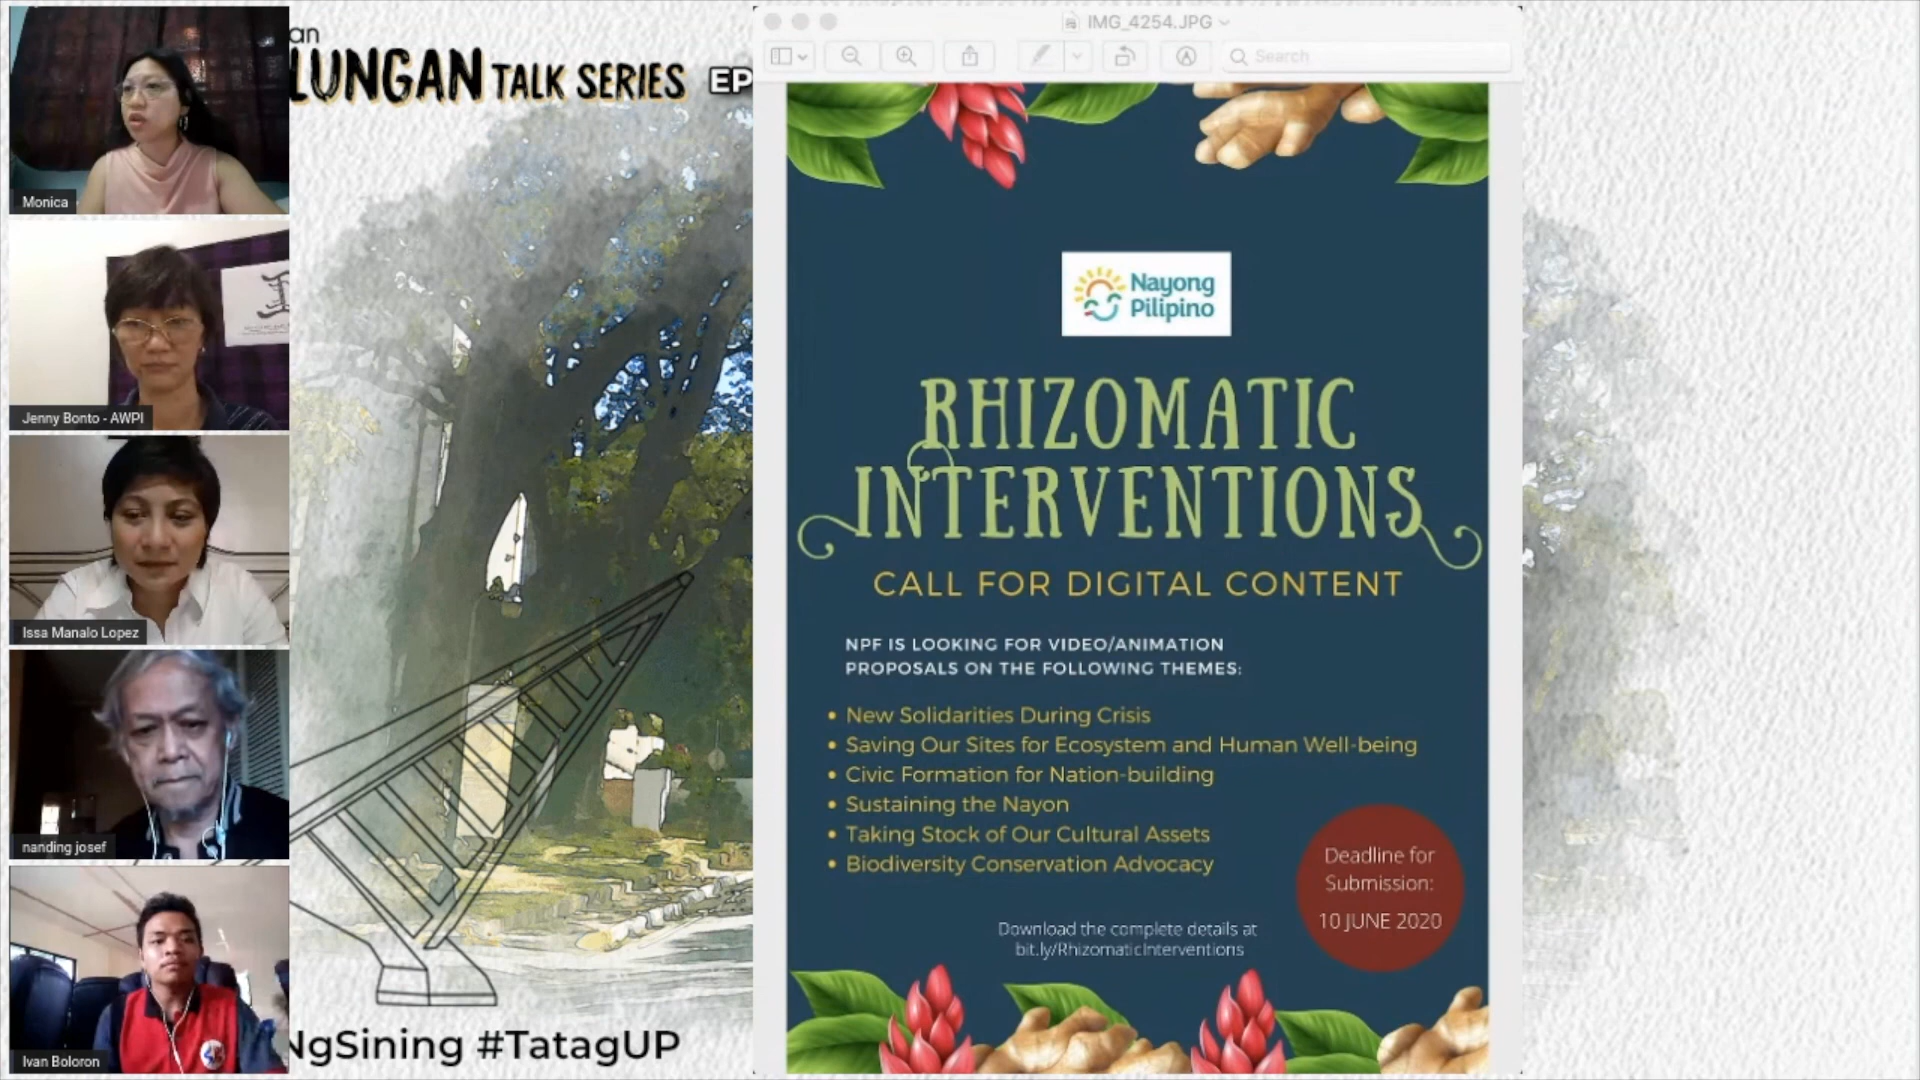 an
LUNGAN TALK SERIES EP
Monica
Jenny Bonto - AWPI
Issa Manalo Lopez
nanding josef
Ivan Boloron
NgSining #TatagUP
IMG_4254.JPG
Search
Nayong
Pilipino
RHIZOMATIC
INTERVENTIONS
CALL FOR DIGITAL CONTENT
NPF IS LOOKING FOR VIDEO/ANIMATION
PROPOSALS ON THE FOLLOWING THEMES:
• New Solidarities During Crisis
• Saving Our Sites for Ecosystem and Human Well-being
• Civic Formation for Nation-building
• Sustaining the Nayon
• Taking Stock of Our Cultural Assets
• Biodiversity Conservation Advocacy
Deadline for
Submission:
10 JUNE 2020
Download the complete details at
bit.ly/RhizomaticInterventions